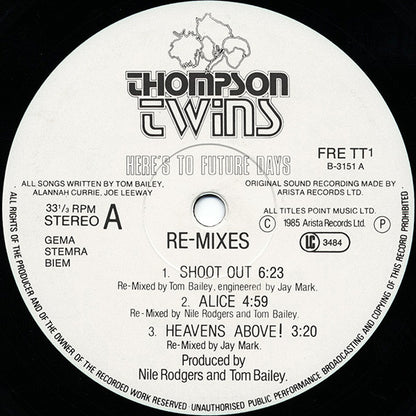 THOMPSON
TWINS
HERE'S TO FUTURE DAYS
FRE TT1
B-3151 A
ALL SONGS WRITTEN BY TOM BAILEY,
ALANNAH CURRIE, JOE LEEWAY
ORIGINAL SOUND RECORDING MADE BY
ARISTA RECORDS LTD.
33 1/3 RPM
STEREO A
ALL TITLES POINT MUSIC LTD.
© 1985 Arista Records Ltd. ℗
GEMA
STEMRA
BIEM
RE-MIXES
LC 3484
1. SHOOT OUT 6:23
Re-Mixed by Tom Bailey, engineered by Jay Mark.
2. ALICE 4:59
Re-Mixed by Nile Rodgers and Tom Bailey.
3. HEAVENS ABOVE! 3:20
Re-Mixed by Jay Mark.
Produced by
Nile Rodgers and Tom Bailey.
ALL RIGHTS OF THE PRODUCER AND OF THE OWNER OF THE RECORDED WORK RESERVED · UNAUTHORISED PUBLIC PERFORMANCE BROADCASTING AND COPYING OF THIS RECORD PROHIBITED